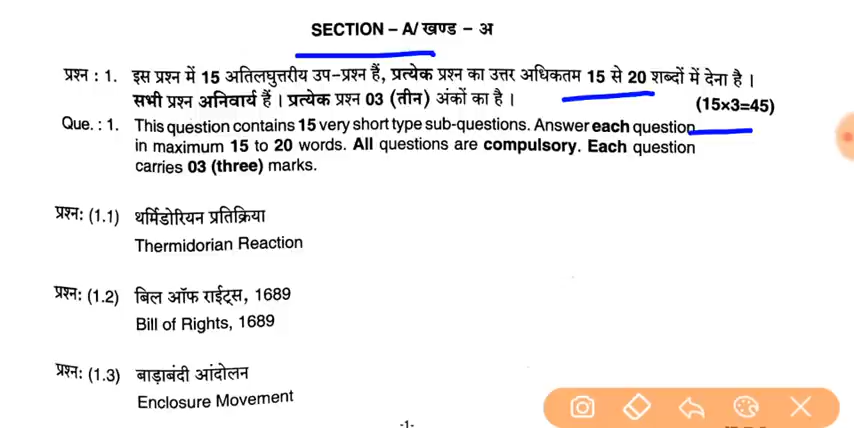 SECTION – A/ खण्ड – अ
प्रश्न : 1. इस प्रश्न में 15 अतिलघुत्तरीय उप-प्रश्न हैं, प्रत्येक प्रश्न का उत्तर अधिकतम 15 से 20 शब्दों में देना है।
सभी प्रश्न अनिवार्य हैं। प्रत्येक प्रश्न 03 (तीन) अंकों का है। (15×3=45)
Que. : 1. This question contains 15 very short type sub-questions. Answer each question
in maximum 15 to 20 words. All questions are compulsory. Each question
carries 03 (three) marks.
प्रश्न: (1.1) थर्मिडोरियन प्रतिक्रिया
Thermidorian Reaction
प्रश्न: (1.2) बिल ऑफ राईट्स, 1689
Bill of Rights, 1689
प्रश्न: (1.3) बाड़ाबंदी आंदोलन
Enclosure Movement
-1-